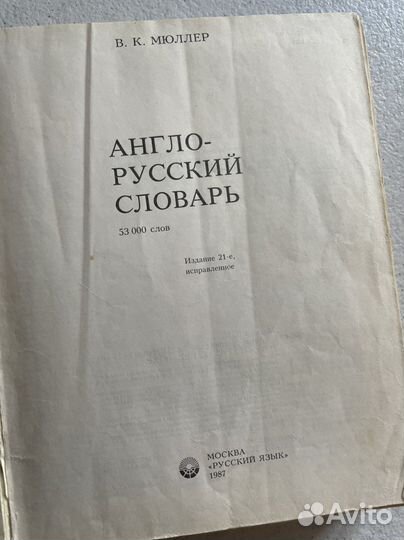 В. К. МЮЛЛЕР
АНГЛО-
РУССКИЙ
СЛОВАРЬ
53 000 слов
Издание 21-е,
исправленное
МОСКВА
«РУССКИЙ ЯЗЫК»
1987
Avito